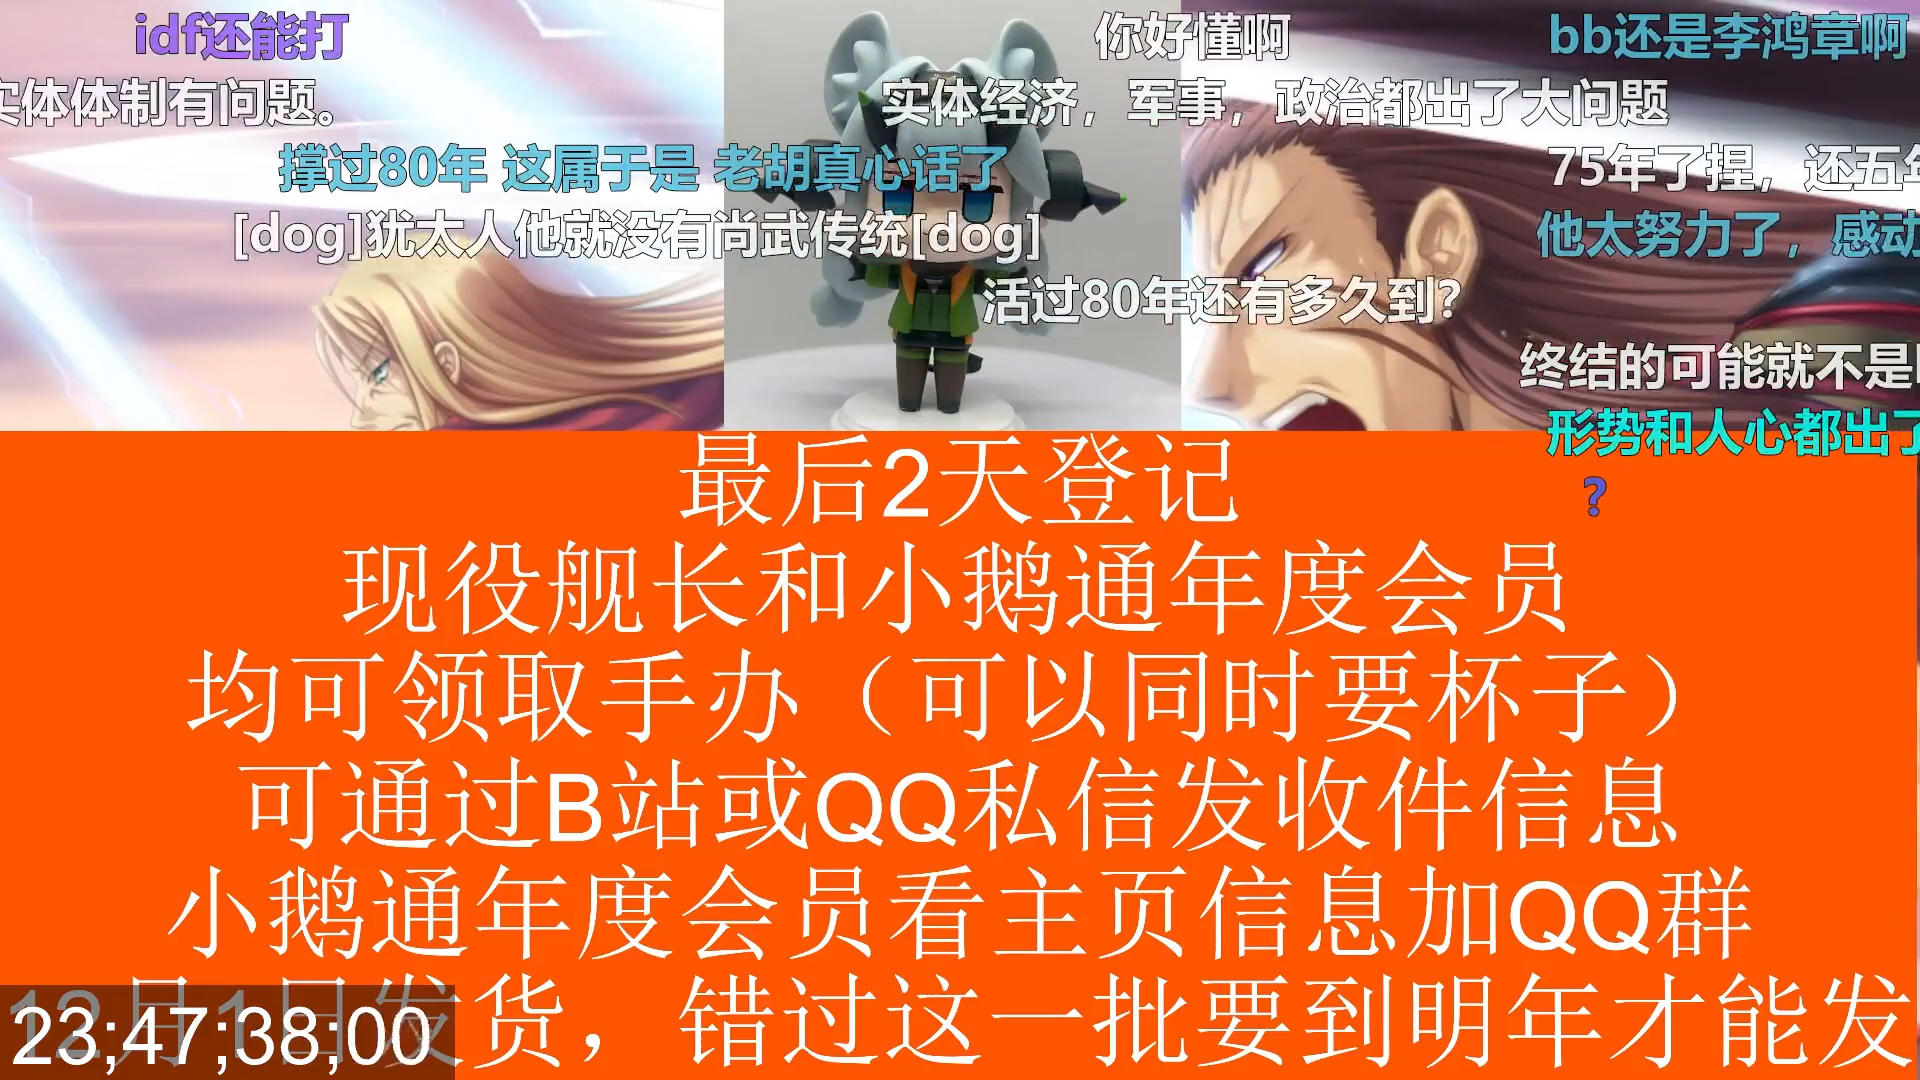 idf还能打
你好懂啊
bb还是李鸿章啊
实体体制有问题。
实体经济，军事，政治都出了大问题
撑过80年 这属于是 老胡真心话了
75年了捏，还五年
[dog]犹太人他就没有尚武传统[dog]
他太努力了，感动
活过80年还有多久到?
终结的可能就不是
形势和人心都出了
?
最后2天登记
现役舰长和小鹅通年度会员
均可领取手办（可以同时要杯子）
可通过B站或QQ私信发收件信息
小鹅通年度会员看主页信息加QQ群
12月1日发货，错过这一批要到明年才能发
23;47;38;00